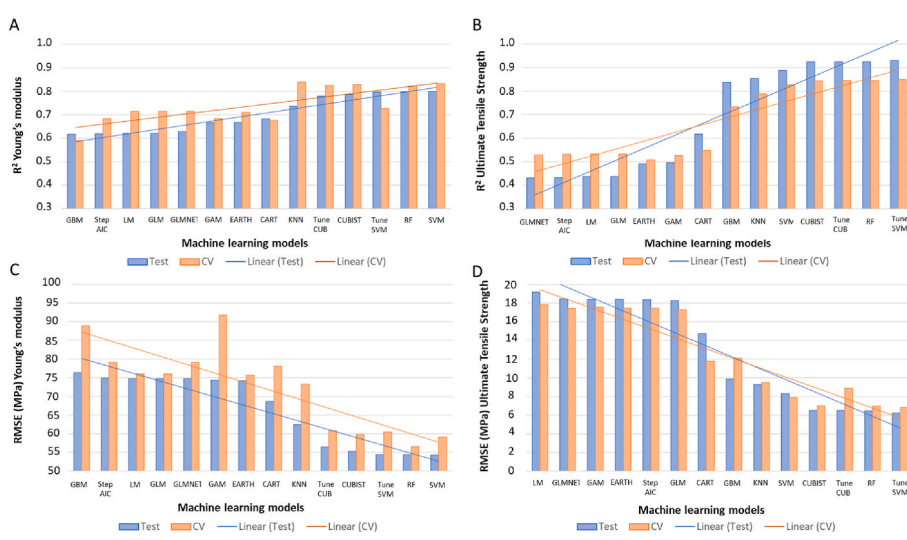 A
R² Young's modulus
1.0
0.9
0.8
0.7
0.6
0.5
0.4
0.3
GBM Step AIC LM GLM GLMNET GAM EARTH CART KNN Tune CUB CUBIST Tune SVM RF SVM
Machine learning models
Test CV Linear (Test) Linear (CV)
B
R² Ultimate Tensile Strength
1.0
0.9
0.8
0.7
0.6
0.5
0.4
0.3
GLMNET Step AIC LM GLM EARTH GAM CART GBM KNN SVM CUBIST Tune CUB RF Tune SVM
Machine learning models
Test CV Linear (Test) Linear (CV)
C
RMSE (MPa) Young's modulus
100
95
90
85
80
75
70
65
60
55
50
GBM Step AIC LM GLM GLMNET GAM EARTH CART KNN Tune CUB CUBIST Tune SVM RF SVM
Machine learning models
Test CV Linear (Test) Linear (CV)
D
RMSE (MPa) Ultimate Tensile Strength
20
18
16
14
12
10
8
6
4
2
0
LM GLMNET GAM EARTH Step AIC GLM CART GBM KNN SVM CUBIST Tune CUB RF Tune SVM
Machine learning models
Test CV Linear (Test) Linear (CV)